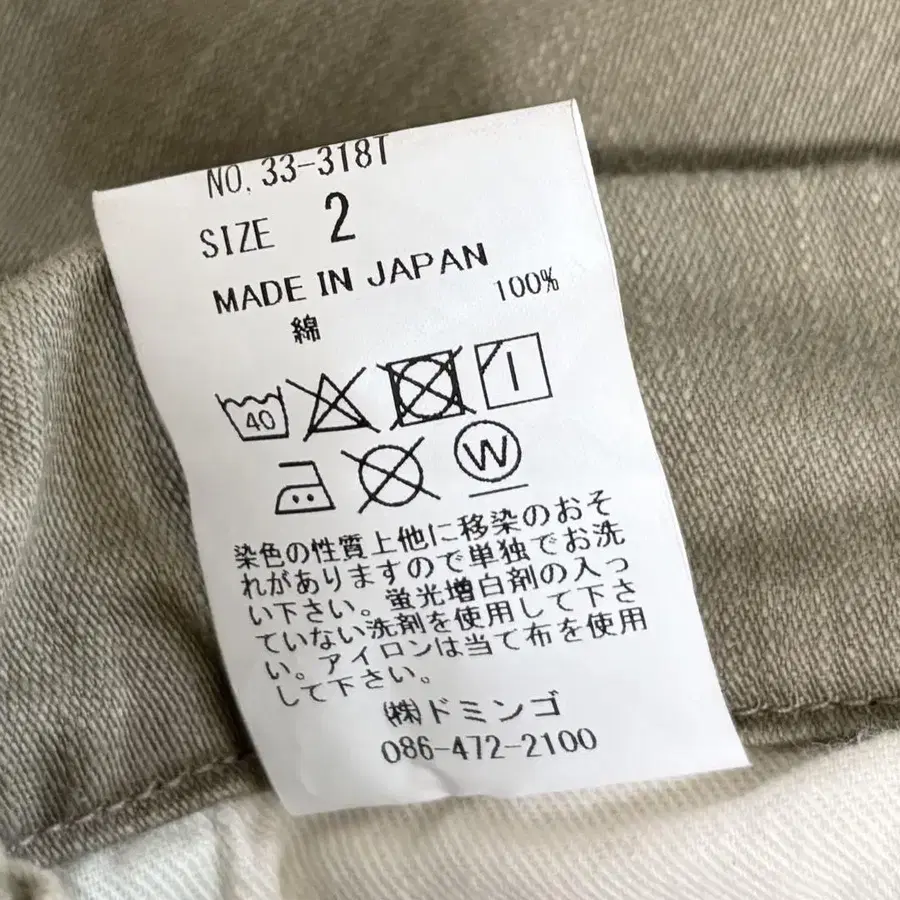 NO. 33-318T
SIZE 2
MADE IN JAPAN
綿 100%
40
W
染色の性質上他に移染のおそ
れがありますので単独でお洗
い下さい。蛍光増白剤の入っ
ていない洗剤を使用して下さ
い。アイロンは当て布を使用
して下さい。
㈱ドミンゴ
086-472-2100